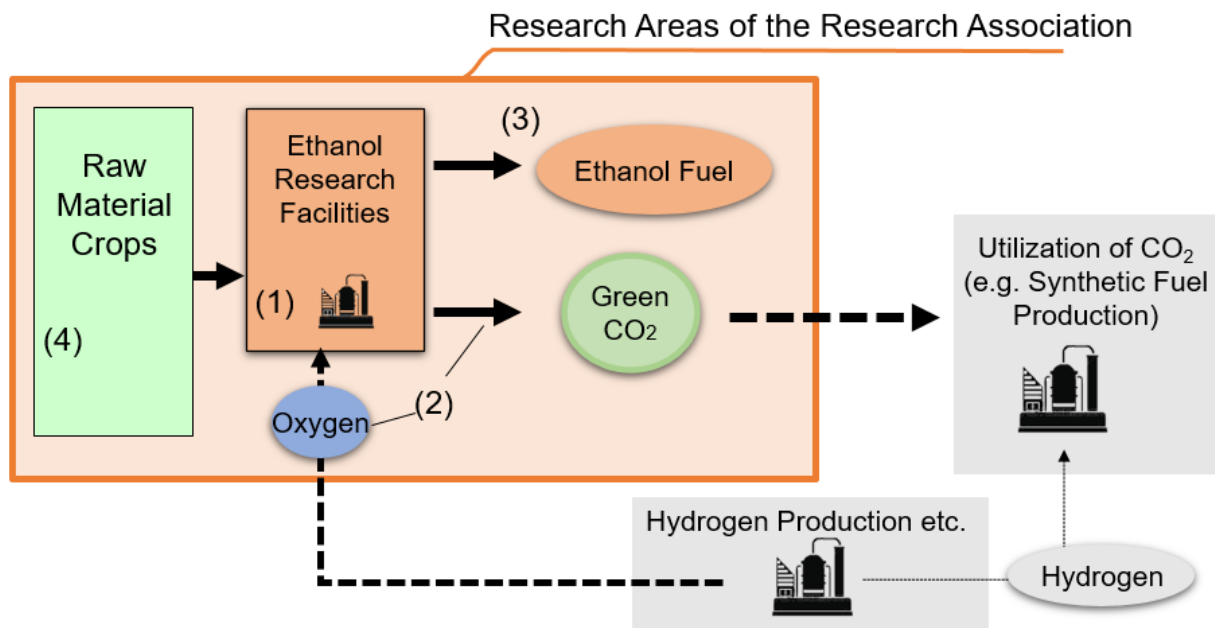 Research Areas of the Research Association
Raw
Material
Crops
(4)
Ethanol
Research
Facilities
(1)
(3)
Ethanol Fuel
Green
CO₂
(2)
Oxygen
Utilization of CO₂
(e.g. Synthetic Fuel
Production)
Hydrogen Production etc.
Hydrogen